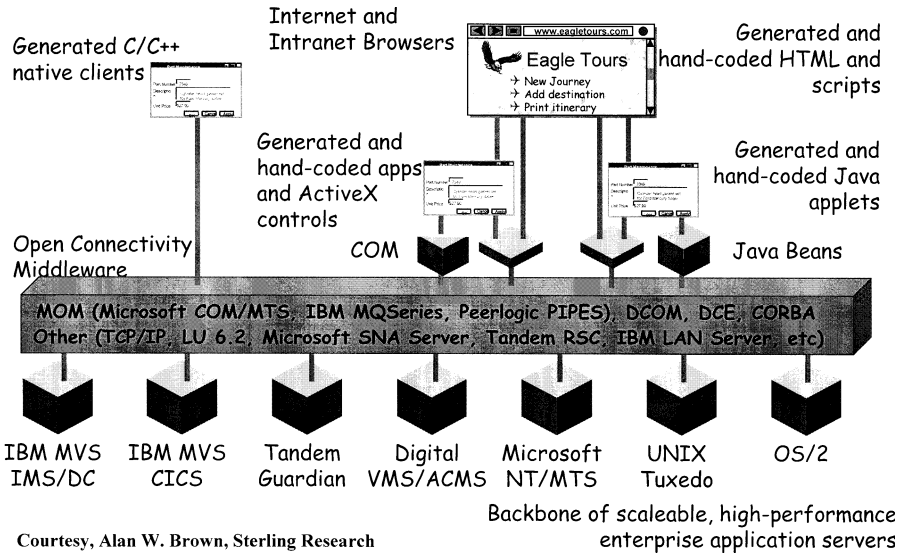 Generated C/C++
native clients
Internet and
Intranet Browsers
www.eagletours.com
Eagle Tours
New Journey
Add destination
Print itinerary
Generated and
hand-coded HTML and
scripts
Generated and
hand-coded apps
and ActiveX
controls
Generated and
hand-coded Java
applets
COM
Java Beans
Open Connectivity
Middleware
MOM (Microsoft COM/MTS, IBM MQSeries, Peerlogic PIPES), DCOM, DCE, CORBA
Other (TCP/IP, LU 6.2, Microsoft SNA Server, Tandem RSC, IBM LAN Server, etc)
IBM MVS
IMS/DC
IBM MVS
CICS
Tandem
Guardian
Digital
VMS/ACMS
Microsoft
NT/MTS
UNIX
Tuxedo
OS/2
Backbone of scaleable, high-performance
enterprise application servers
Courtesy, Alan W. Brown, Sterling Research